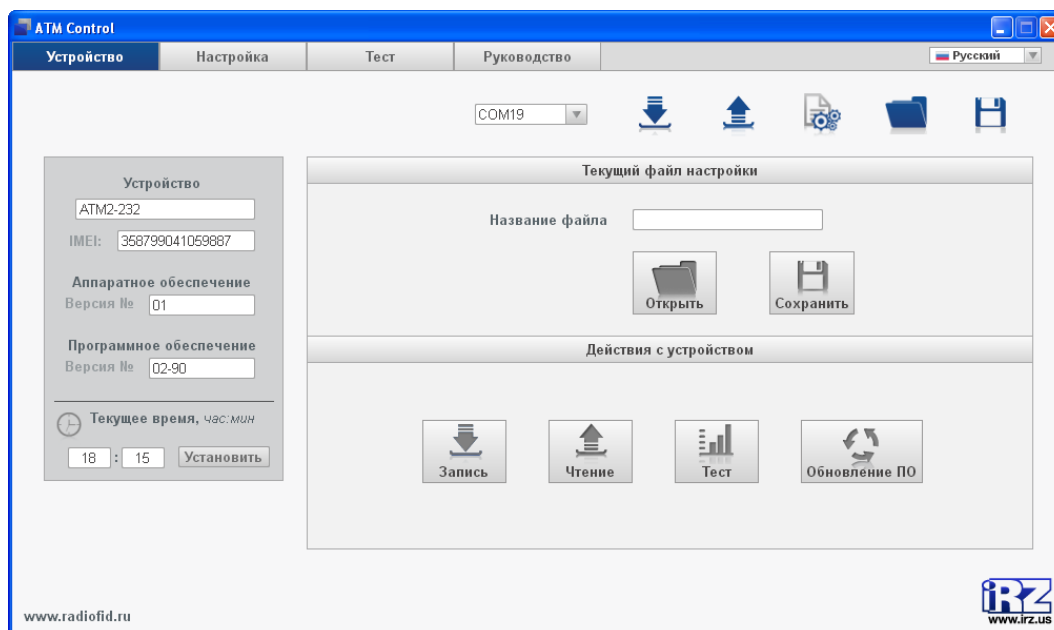 ATM Control
Устройство Настройка Тест Руководство Русский
COM19
Устройство
ATM2-232
IMEI: 358799041059887
Аппаратное обеспечение
Версия № 01
Программное обеспечение
Версия № 02-90
Текущее время, час:мин
18 : 15 Установить
Текущий файл настройки
Название файла
Открыть Сохранить
Действия с устройством
Запись Чтение Тест Обновление ПО
www.radiofid.ru
iRZ
www.irz.us